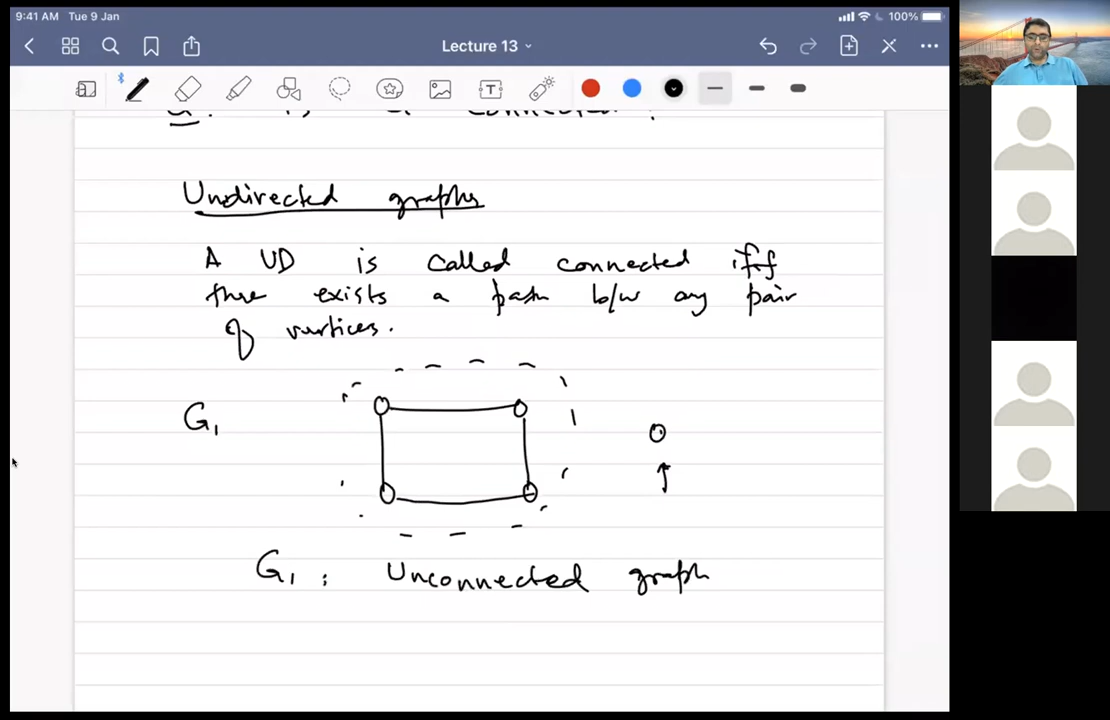 9:41 AM Tue 9 Jan
100%
Lecture 13
Undirected graphs
A UD is called connected iff
there exists a path b/w any pair
of vertices.
G1
G1 : Unconnected graph